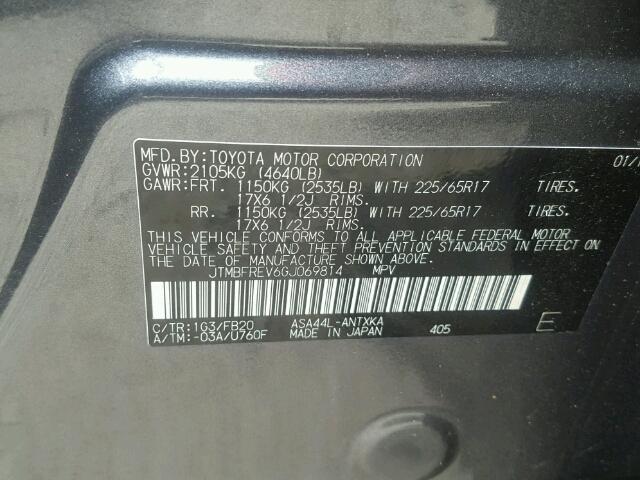 MFD. BY: TOYOTA MOTOR CORPORATION 01/
GVWR: 2105KG (4640LB)
GAWR: FRT. 1150KG (2535LB) WITH 225/65R17 TIRES.
17X6 1/2J RIMS.
RR. 1150KG (2535LB) WITH 225/65R17 TIRES.
17X6 1/2J RIMS.
THIS VEHICLE CONFORMS TO ALL APPLICABLE FEDERAL MOTOR
VEHICLE SAFETY AND THEFT PREVENTION STANDARDS IN EFFECT ON
THE DATE OF MANUFACTURE SHOWN ABOVE.
JTMBFREV6GJ069814 MPV
C/TR: 1G3/FB20 ASA44L-ANTXKA 405 E
A/TM: -03A/U760F MADE IN JAPAN